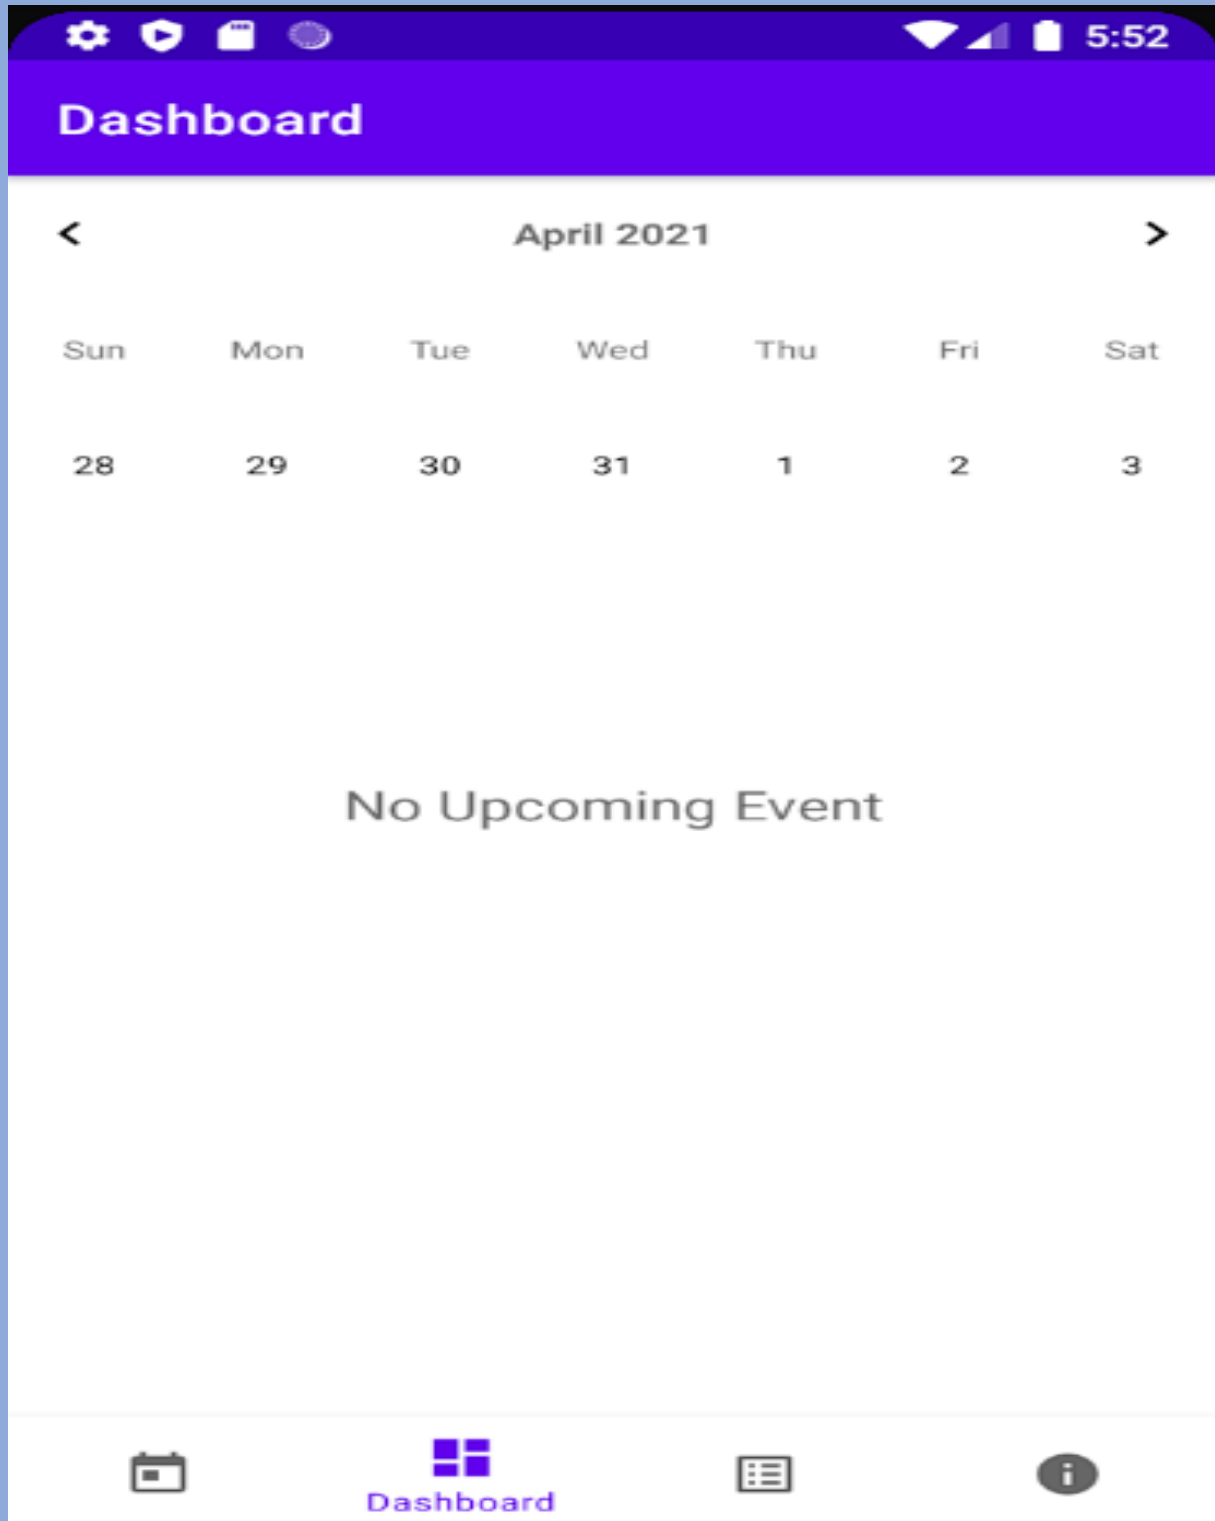 5:52
Dashboard
< April 2021 >
Sun Mon Tue Wed Thu Fri Sat
28 29 30 31 1 2 3
No Upcoming Event
Dashboard